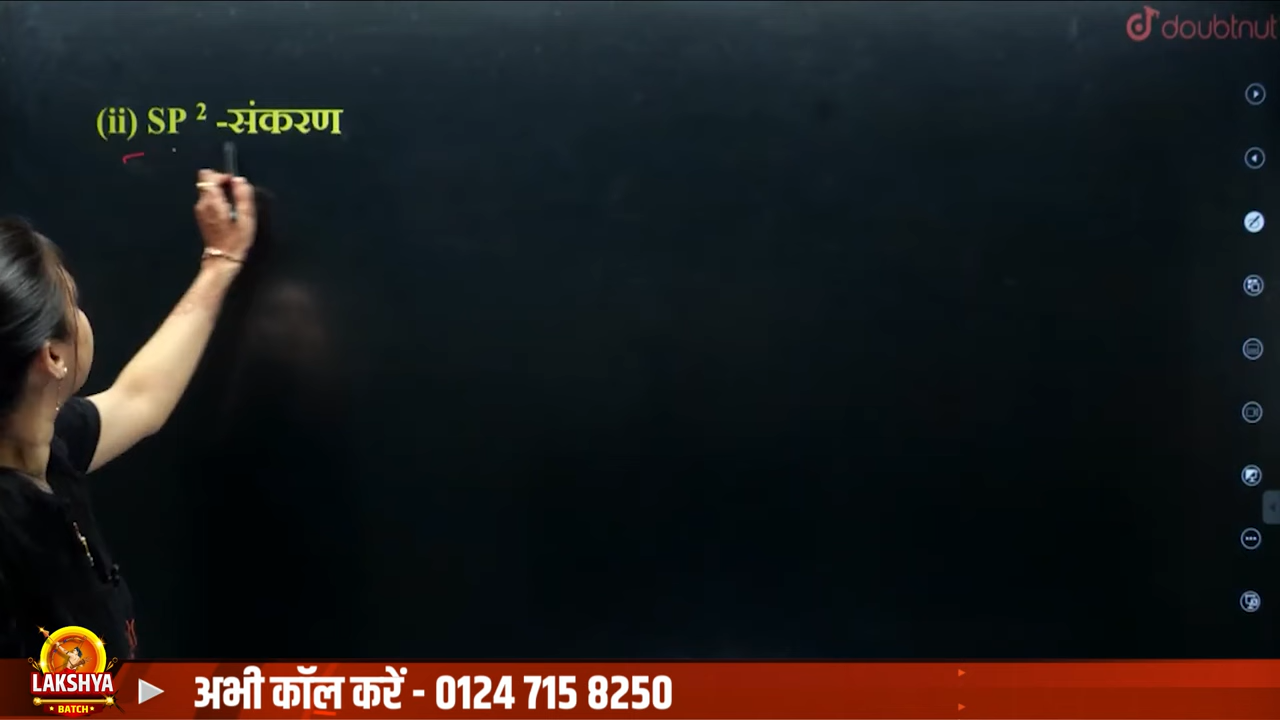 doubtnut
(ii) SP ² -संकरण
LAKSHYA
BATCH
अभी कॉल करें - 0124 715 8250